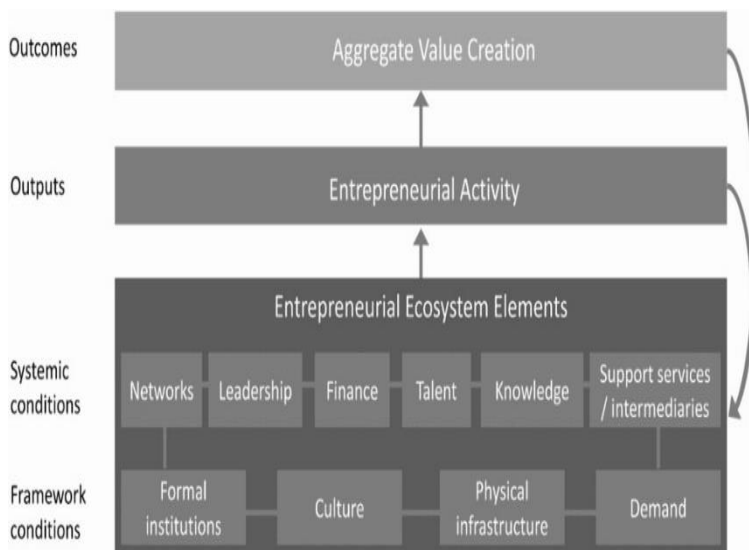 Outcomes
Aggregate Value Creation
Outputs
Entrepreneurial Activity
Entrepreneurial Ecosystem Elements
Systemic
conditions
Networks
Leadership
Finance
Talent
Knowledge
Support services
/ intermediaries
Framework
conditions
Formal
institutions
Culture
Physical
infrastructure
Demand